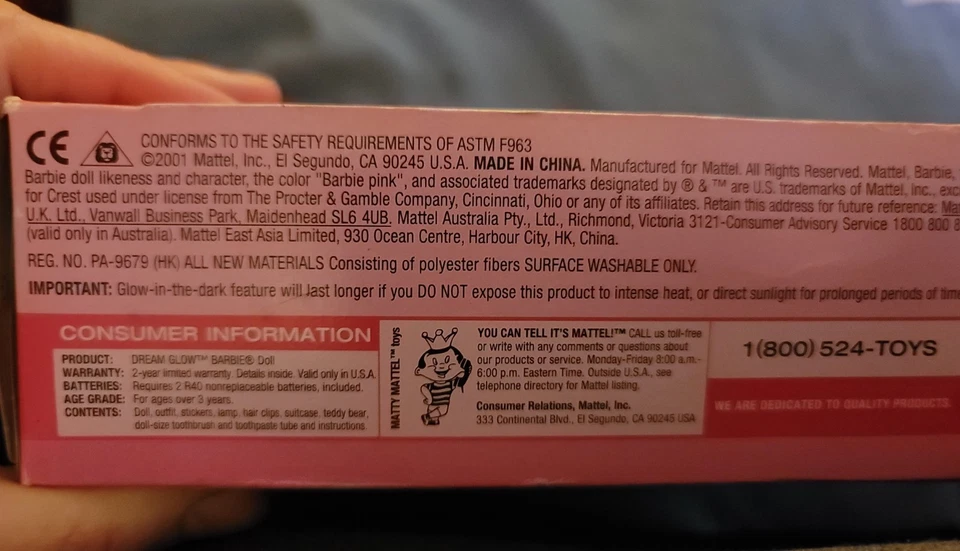 CE
CONFORMS TO THE SAFETY REQUIREMENTS OF ASTM F963
©2001 Mattel, Inc., El Segundo, CA 90245 U.S.A. MADE IN CHINA. Manufactured for Mattel. All Rights Reserved. Mattel, Barbie,
Barbie doll likeness and character, the color "Barbie pink", and associated trademarks designated by ® & ™ are U.S. trademarks of Mattel, Inc., exc
for Crest used under license from The Procter & Gamble Company, Cincinnati, Ohio or any of its affiliates. Retain this address for future reference: Mat
U.K. Ltd., Vanwall Business Park, Maidenhead SL6 4UB. Mattel Australia Pty., Ltd., Richmond, Victoria 3121-Consumer Advisory Service 1800 800 8
(valid only in Australia). Mattel East Asia Limited, 930 Ocean Centre, Harbour City, HK, China.
REG. NO. PA-9679 (HK) ALL NEW MATERIALS Consisting of polyester fibers SURFACE WASHABLE ONLY.
IMPORTANT: Glow-in-the-dark feature will last longer if you DO NOT expose this product to intense heat, or direct sunlight for prolonged periods of time
CONSUMER INFORMATION
PRODUCT: DREAM GLOW™ BARBIE® Doll
WARRANTY: 2-year limited warranty. Details inside. Valid only in U.S.A.
BATTERIES: Requires 2 R40 nonreplaceable batteries, included.
AGE GRADE: For ages over 3 years.
CONTENTS: Doll, outfit, stickers, lamp, hair clips, suitcase, teddy bear,
doll-size toothbrush and toothpaste tube and instructions.
MATTY MATTEL™ toys
YOU CAN TELL IT'S MATTEL!™ CALL us toll-free
or write with any comments or questions about
our products or service. Monday-Friday 8:00 a.m.-
6:00 p.m. Eastern Time. Outside U.S.A., see
telephone directory for Mattel listing.
Consumer Relations, Mattel, Inc.
333 Continental Blvd., El Segundo, CA 90245 USA
1(800) 524-TOYS
WE ARE DEDICATED TO QUALITY PRODUCTS.